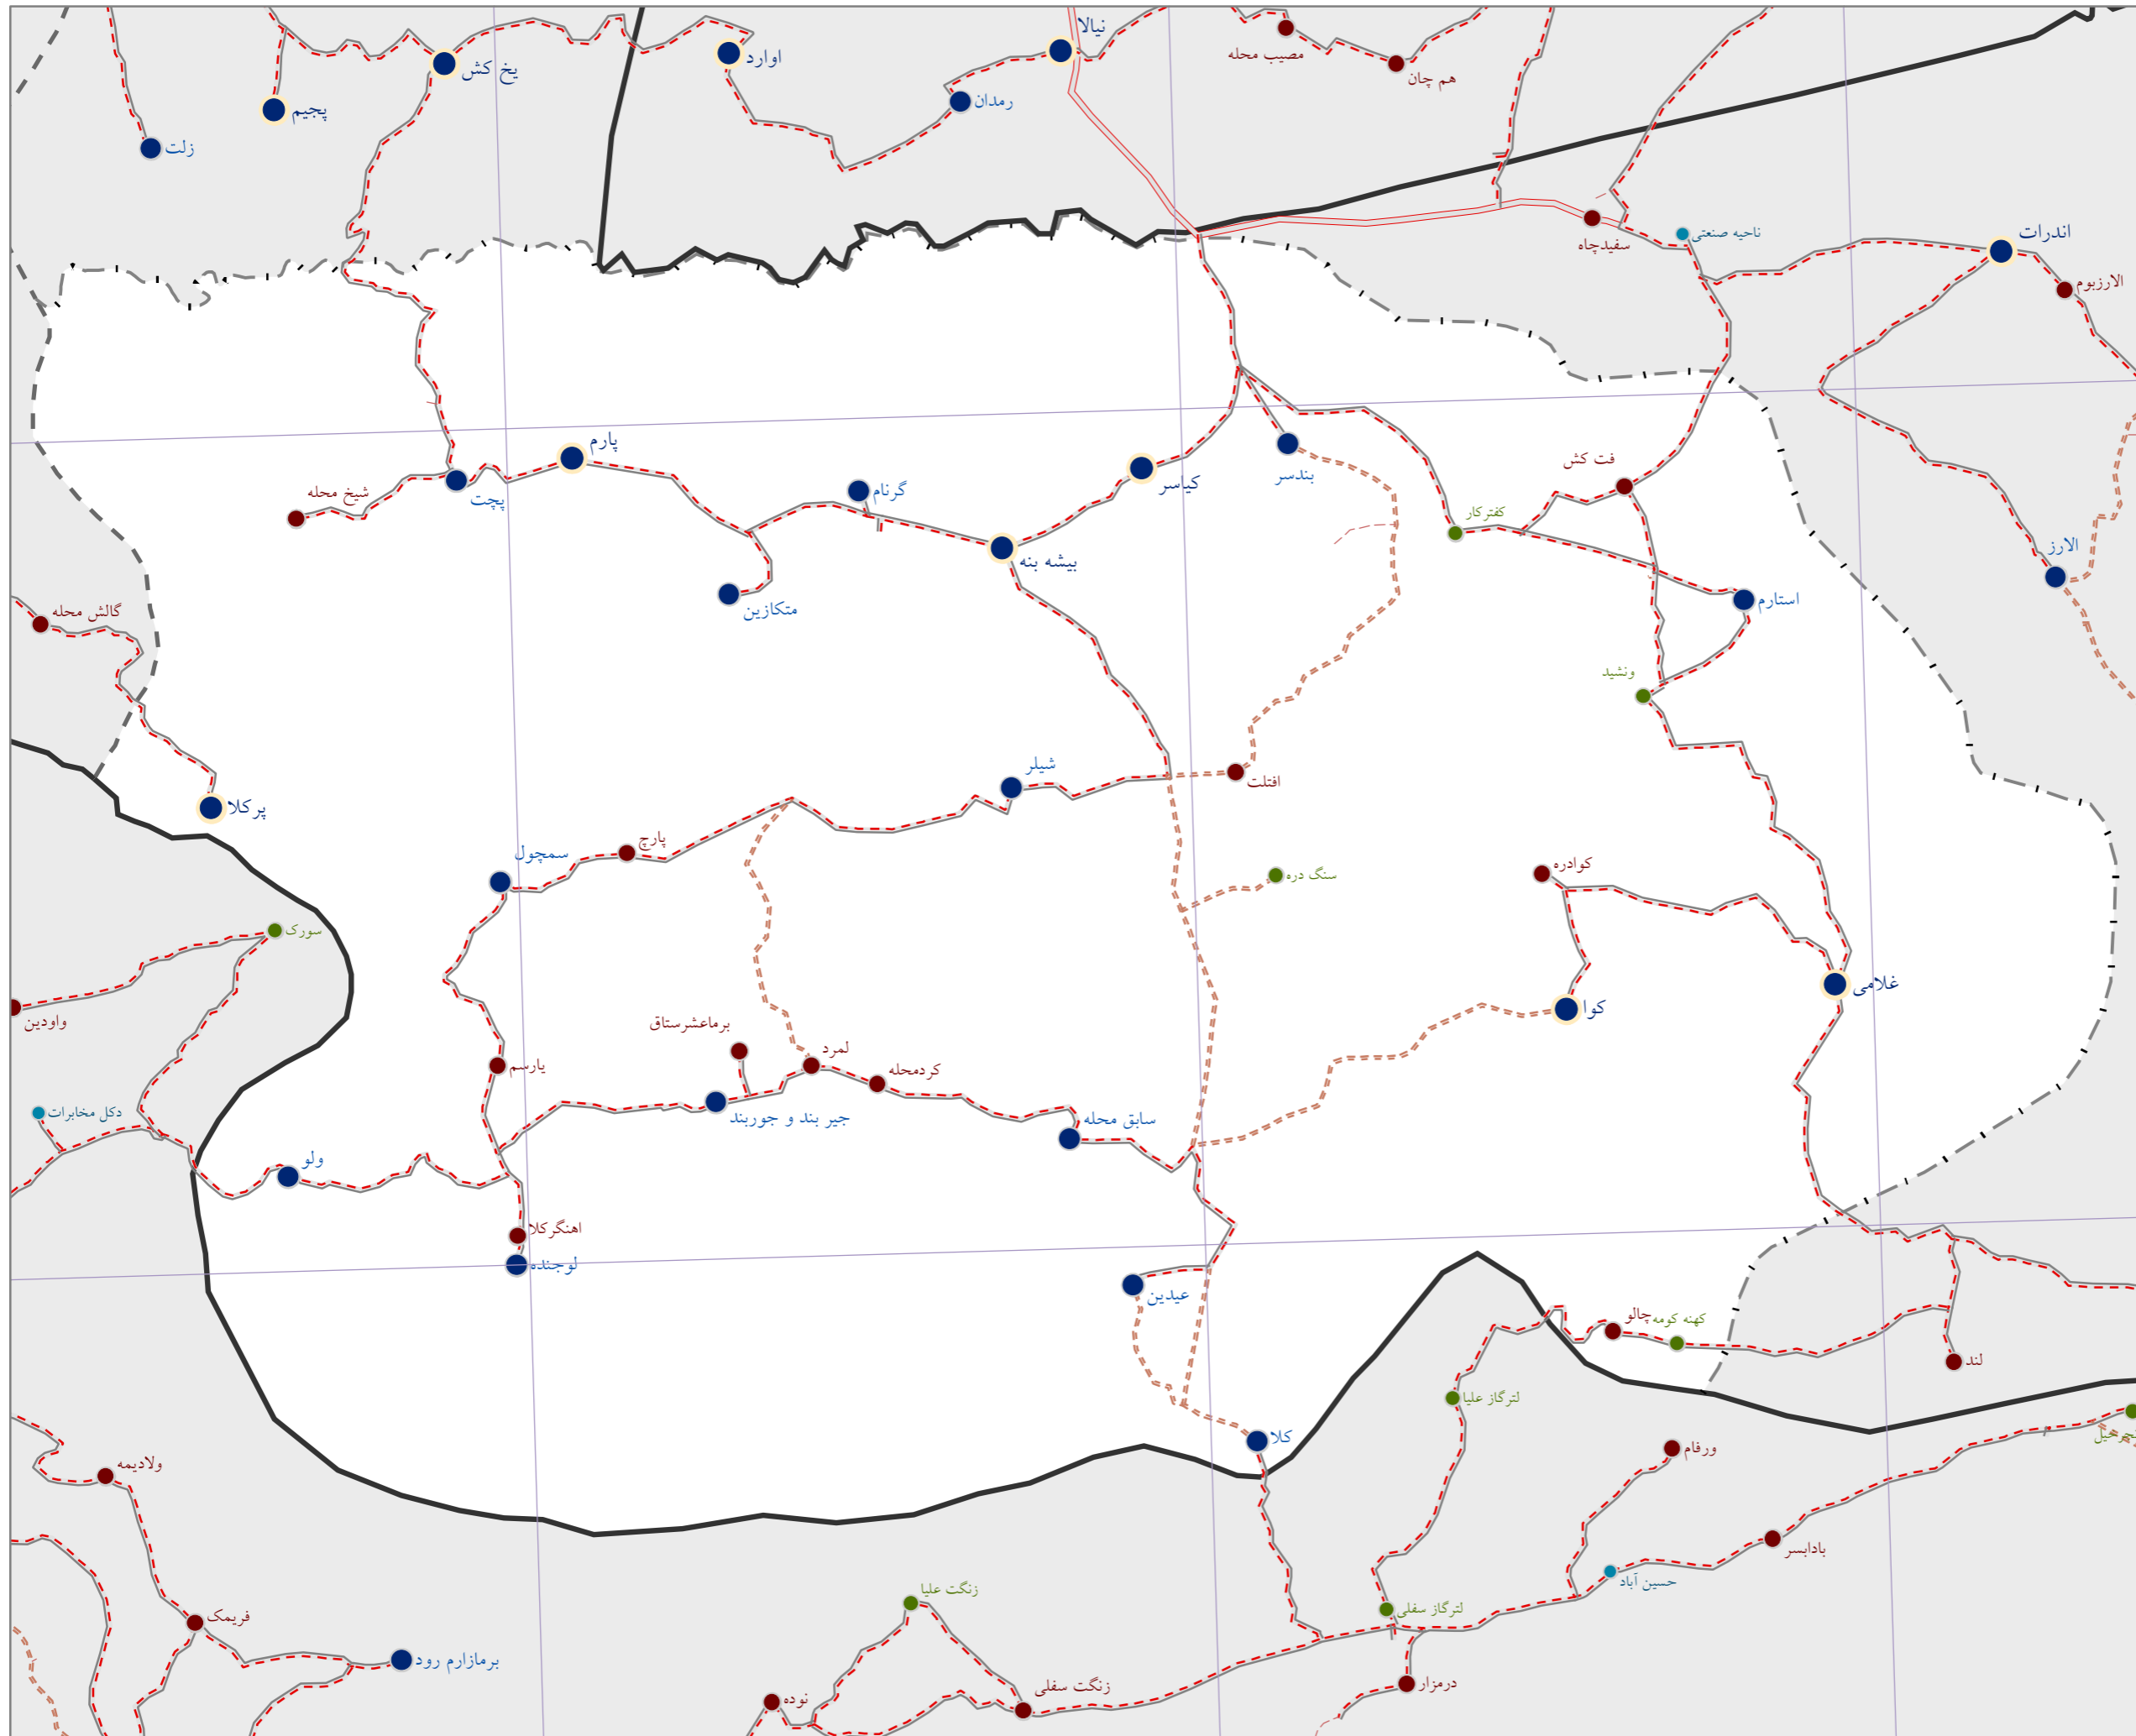 نیالا
مصیب محله
هم چان
اوارد
یخ کش
رمدان
پجیم
زلت
سفیدچاه
ناحیه صنعتی
اندرات
الارزبوم
پارم
کیاسر
بندسر
فت کش
شیخ محله
پچت
گرنام
کفترکار
بیشه بنه
الارز
متکازین
استارم
گالش محله
ونشید
شیلر
افتلت
پرکلا
پارچ
سمچول
سنگ دره
کوادره
سورک
غلامی
کوا
واودین
برماعشرستاق
لمرد
یارسم
کردمحله
دکل مخابرات
جیر بند و جوربند
سابق محله
ولو
اهنگرکلا
لوجنده
عیدین
چالو
کهنه کومه
لند
لترگاز علیا
کلا
ورفام
ولادیمه
بادابسر
حسین آباد
زنگت علیا
لترگاز سفلی
فریمک
برمازارم رود
زنگت سفلی
درمزار
نوده